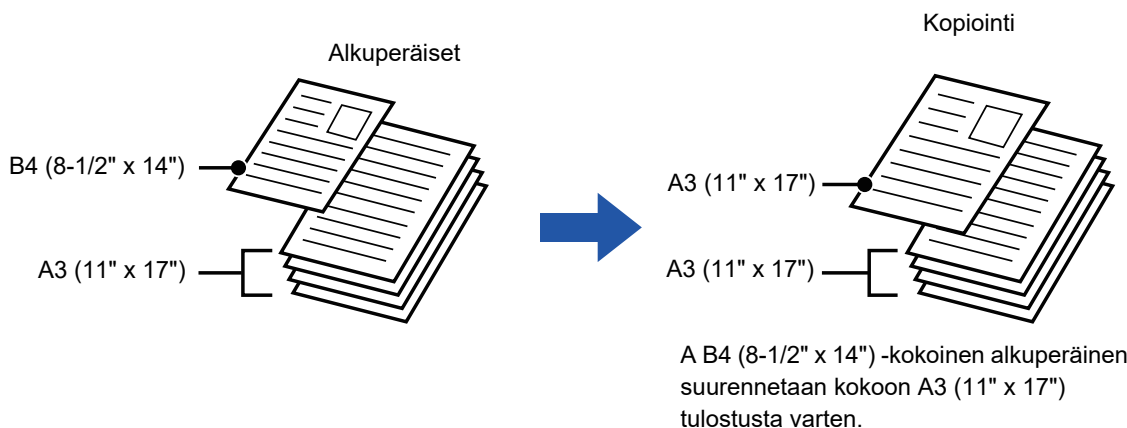 Alkuperäiset
B4 (8-1/2" x 14")
A3 (11" x 17")
Kopiointi
A3 (11" x 17")
A3 (11" x 17")
A B4 (8-1/2" x 14") -kokoinen alkuperäinen
suurennetaan kokoon A3 (11" x 17")
tulostusta varten.